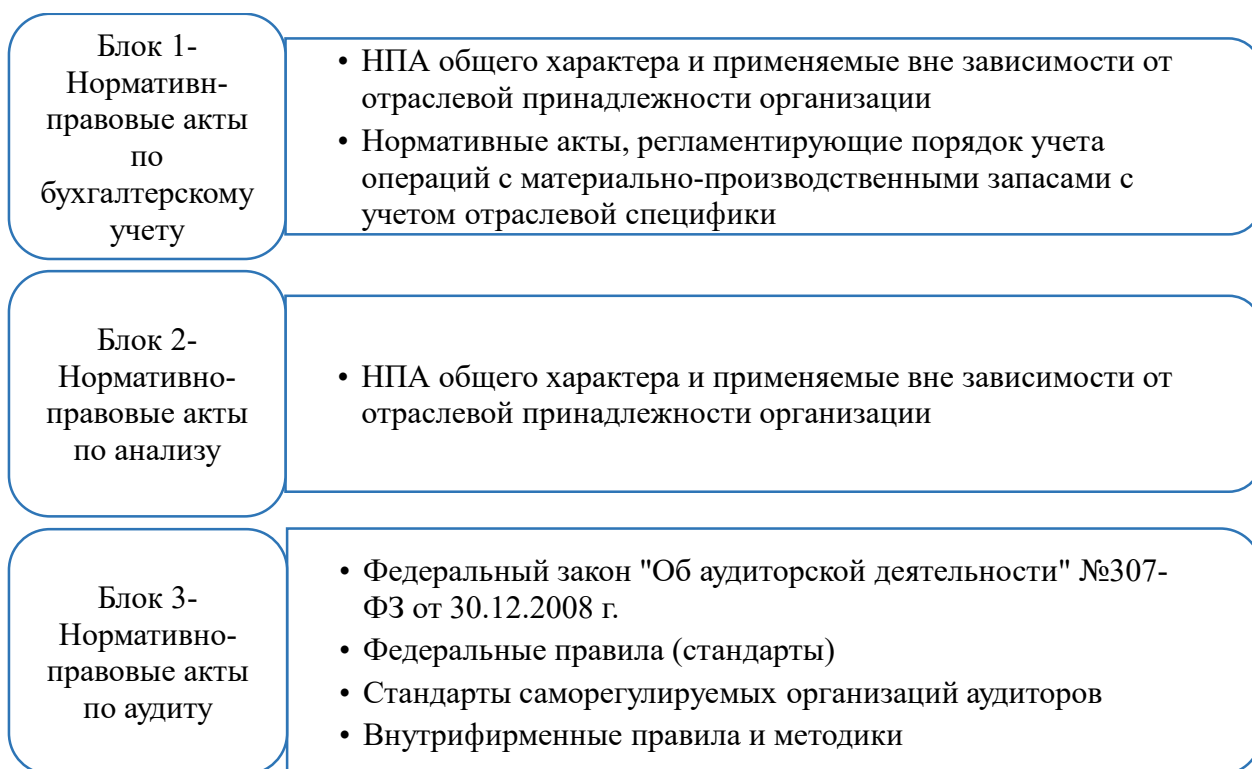 Блок 1-
Нормативн-
правовые акты
по
бухгалтерскому
учету
• НПА общего характера и применяемые вне зависимости от
отраслевой принадлежности организации
• Нормативные акты, регламентирующие порядок учета
операций с материально-производственными запасами с
учетом отраслевой специфики
Блок 2-
Нормативно-
правовые акты
по анализу
• НПА общего характера и применяемые вне зависимости от
отраслевой принадлежности организации
Блок 3-
Нормативно-
правовые акты
по аудиту
• Федеральный закон "Об аудиторской деятельности" №307-
ФЗ от 30.12.2008 г.
• Федеральные правила (стандарты)
• Стандарты саморегулируемых организаций аудиторов
• Внутрифирменные правила и методики